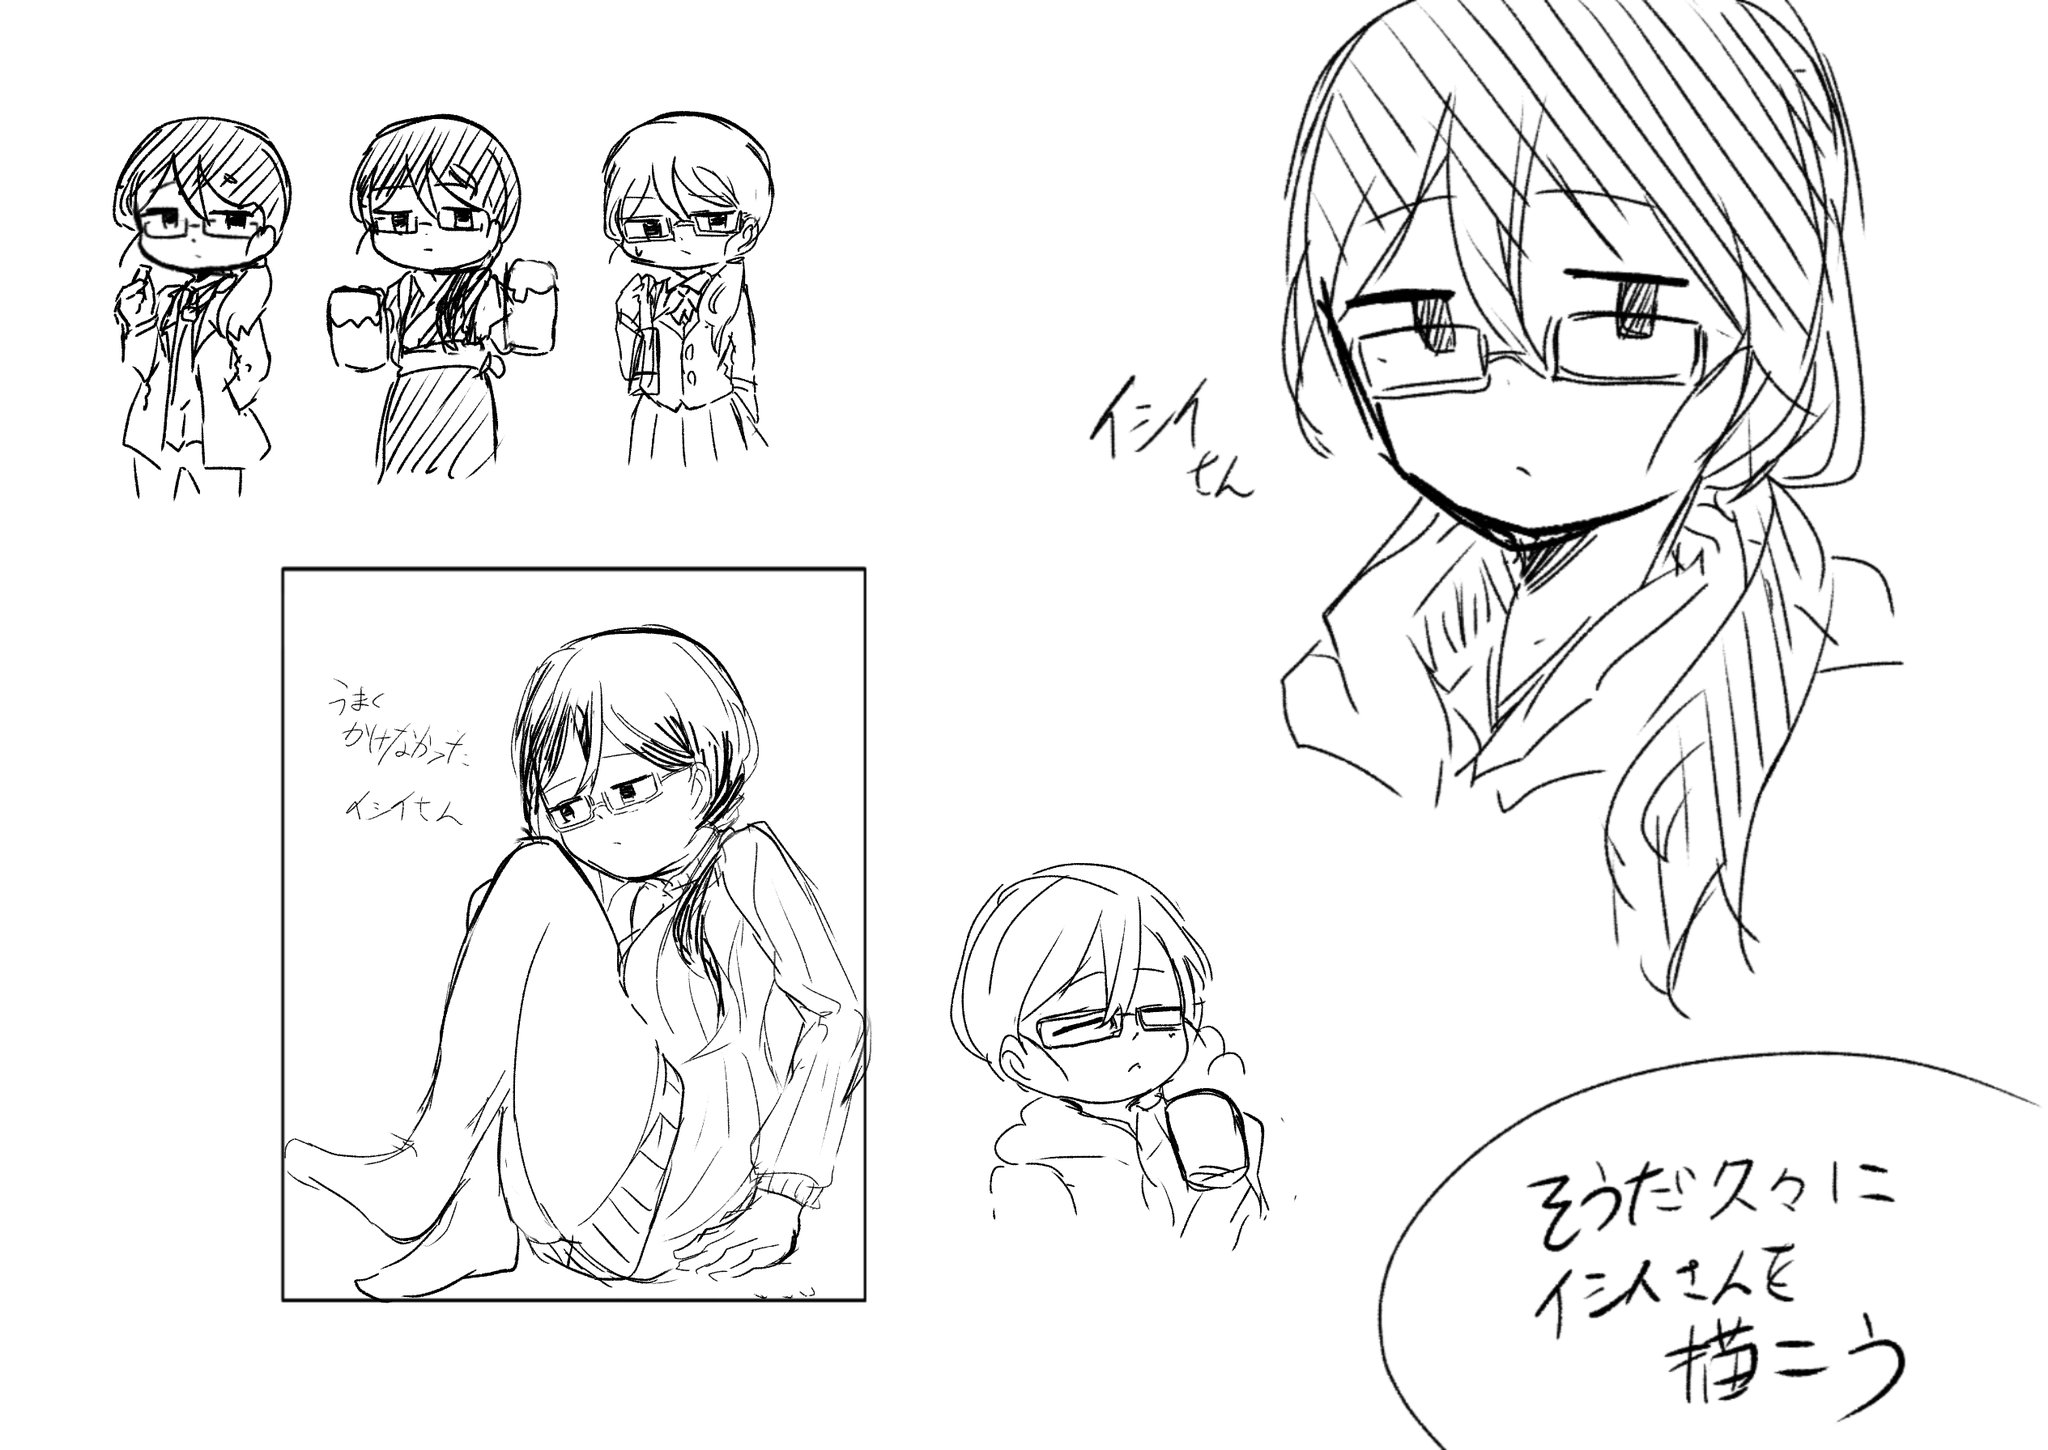 イシイ
さん
うまく
かけなかった
イシイさん
そうだ久々に
イシイさんを
描こう